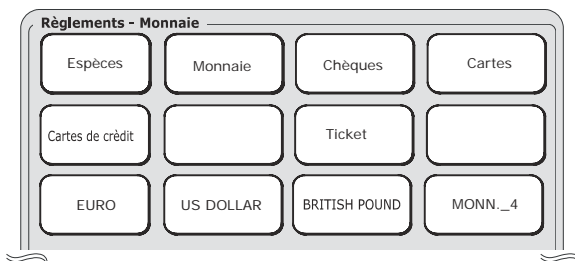 Règlements - Monnaie
Espèces
Monnaie
Chèques
Cartes
Cartes de crèdit
Ticket
EURO
US DOLLAR
BRITISH POUND
MONN._4